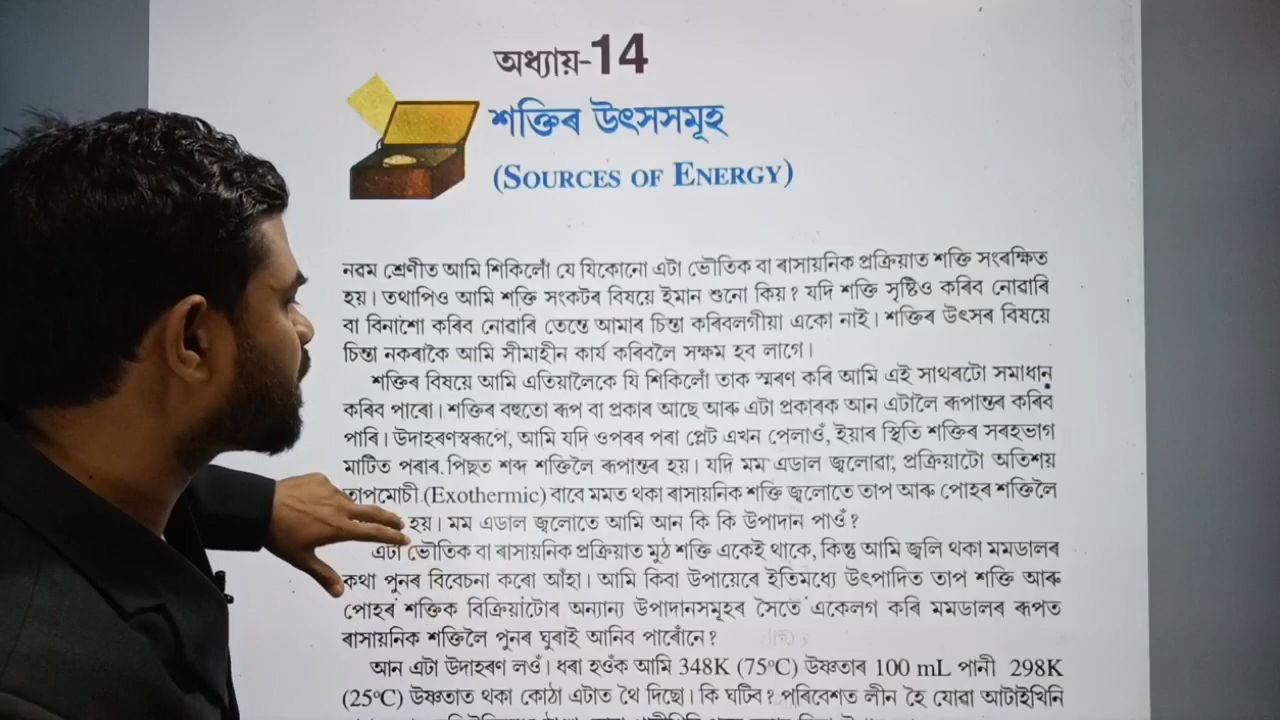 অধ্যায়-14
শক্তিৰ উৎসসমূহ
(SOURCES OF ENERGY)
নৱম শ্ৰেণীত আমি শিকিলোঁ যে যিকোনো এটা ভৌতিক বা ৰাসায়নিক প্ৰক্ৰিয়াত শক্তি সংৰক্ষিত
হয়। তথাপিও আমি শক্তি সংকটৰ বিষয়ে ইমান শুনো কিয়? যদি শক্তি সৃষ্টিও কৰিব নোৱাৰি
বা বিনাশো কৰিব নোৱাৰি তেন্তে আমাৰ চিন্তা কৰিবলগীয়া একো নাই। শক্তিৰ উৎসৰ বিষয়ে
চিন্তা নকৰাকৈ আমি সীমাহীন কাৰ্য কৰিবলৈ সক্ষম হব লাগে।
শক্তিৰ বিষয়ে আমি এতিয়ালৈকে যি শিকিলোঁ তাক স্মৰণ কৰি আমি এই সাথৰটো সমাধান
কৰিব পাৰো। শক্তিৰ বহুতো ৰূপ বা প্ৰকাৰ আছে আৰু এটা প্ৰকাৰক আন এটালৈ ৰূপান্তৰ কৰিব
পাৰি। উদাহৰণস্বৰূপে, আমি যদি ওপৰৰ পৰা প্লেট এখন পেলাওঁ, ইয়াৰ স্থিতি শক্তিৰ সৰহভাগ
মাটিত পৰাৰ পিছত শব্দ শক্তিলৈ ৰূপান্তৰ হয়। যদি মম এডাল জ্বলোৱা, প্ৰক্ৰিয়াটো অতিশয়
তাপমোচী (Exothermic) বাবে মমত থকা ৰাসায়নিক শক্তি জ্বলোতে তাপ আৰু পোহৰ শক্তিলৈ
হয়। মম এডাল জ্বলোতে আমি আন কি কি উপাদান পাওঁ?
এটা ভৌতিক বা ৰাসায়নিক প্ৰক্ৰিয়াত মুঠ শক্তি একেই থাকে, কিন্তু আমি জ্বলি থকা মমডালৰ
কথা পুনৰ বিবেচনা কৰো আঁহা। আমি কিবা উপায়েৰে ইতিমধ্যে উৎপাদিত তাপ শক্তি আৰু
পোহৰ শক্তিক বিক্ৰিয়াটোৰ অন্যান্য উপাদানসমূহৰ সৈতে একেলগ কৰি মমডালৰ ৰূপত
ৰাসায়নিক শক্তিলৈ পুনৰ ঘুৰাই আনিব পাৰোঁনে?
আন এটা উদাহৰণ লওঁ। ধৰা হওঁক আমি 348K (75°C) উষ্ণতাৰ 100 mL পানী 298K
(25°C) উষ্ণতাত থকা কোঠা এটাত থৈ দিছো। কি ঘটিব? পৰিবেশত লীন হৈ যোৱা আটাইখিনি